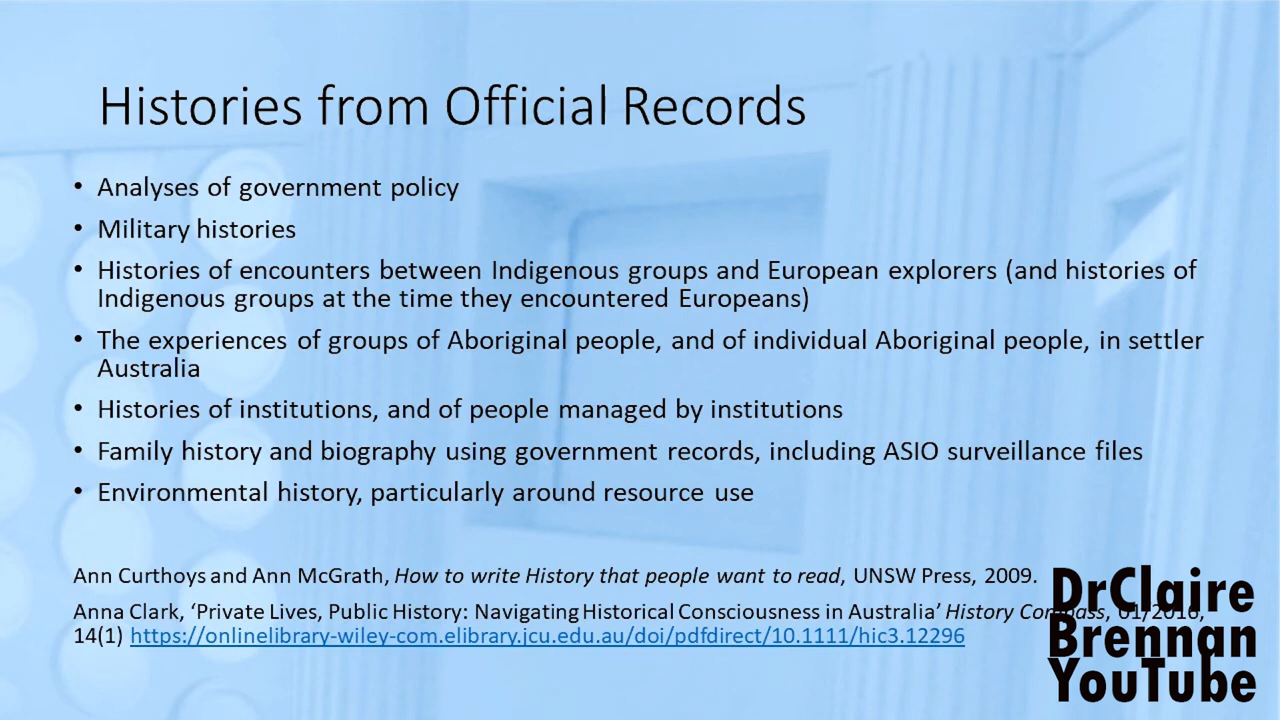 Histories from Official Records
• Analyses of government policy
• Military histories
• Histories of encounters between Indigenous groups and European explorers (and histories of
Indigenous groups at the time they encountered Europeans)
• The experiences of groups of Aboriginal people, and of individual Aboriginal people, in settler
Australia
• Histories of institutions, and of people managed by institutions
• Family history and biography using government records, including ASIO surveillance files
• Environmental history, particularly around resource use
Ann Curthoys and Ann McGrath, How to write History that people want to read, UNSW Press, 2009.
Anna Clark, ‘Private Lives, Public History: Navigating Historical Consciousness in Australia’ History Compass, 01/2016,
14(1) https://onlinelibrary-wiley-com.elibrary.jcu.edu.au/doi/pdfdirect/10.1111/hic3.12296
DrClaire
Brennan
YouTube